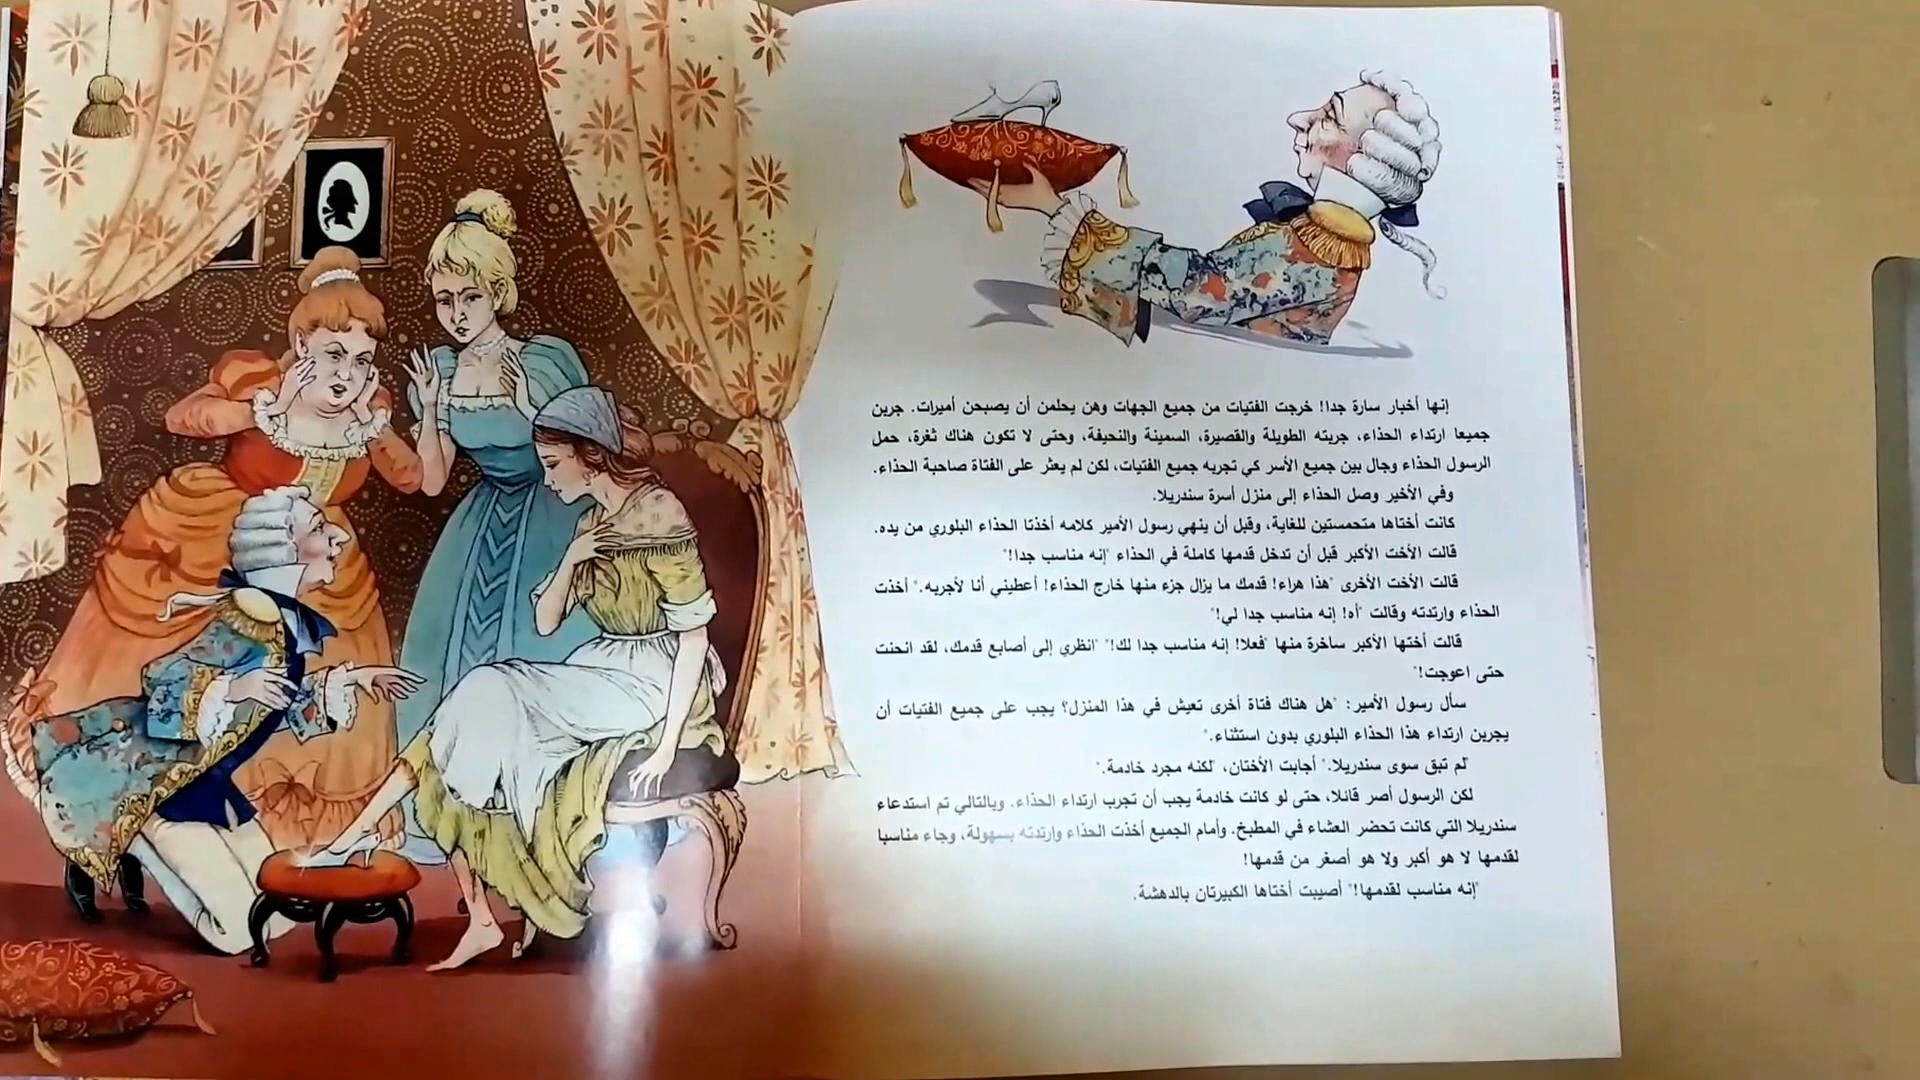 إنها أخبار سارة جدا! خرجت الفتيات من جميع الجهات وهن يحلمن أن يصبحن أميرات. جربن
جميعا ارتداء الحذاء، جربته الطويلة والقصيرة، السمينة والنحيفة، وحتى لا تكون هناك ثغرة، حمل
الرسول الحذاء وجال بين جميع الأسر كي تجربه جميع الفتيات، لكن لم يعثر على الفتاة صاحبة الحذاء.
وفي الأخير وصل الحذاء إلى منزل أسرة سندريلا.
كانت أختاها متحمستين للغاية، وقبل أن ينهي رسول الأمير كلامه أخذتا الحذاء البلوري من يده.
قالت الأخت الأكبر قبل أن تدخل قدمها كاملة في الحذاء "إنه مناسب جدا!"
قالت الأخت الأخرى "هذا هراء! قدمك ما يزال جزء منها خارج الحذاء! أعطيني أنا لأجربه." أخذت
الحذاء وارتدته وقالت "أه! إنه مناسب جدا لي!"
قالت أختها الأكبر ساخرة منها "فعلا! إنه مناسب جدا لك!" "انظري إلى أصابع قدمك، لقد انحنت
حتى اعوجت!"
سأل رسول الأمير: "هل هناك فتاة أخرى تعيش في هذا المنزل؟ يجب على جميع الفتيات أن
يجربن ارتداء هذا الحذاء البلوري بدون استثناء."
"لم تبق سوى سندريلا." أجابت الأختان، "لكنه مجرد خادمة."
لكن الرسول أصر قائلا، حتى لو كانت خادمة يجب أن تجرب ارتداء الحذاء. وبالتالي تم استدعاء
سندريلا التي كانت تحضر العشاء في المطبخ. وأمام الجميع أخذت الحذاء وارتدته بسهولة، وجاء مناسبا
لقدمها لا هو أكبر ولا هو أصغر من قدمها!
"إنه مناسب لقدمها!" أصيبت أختاها الكبيرتان بالدهشة.